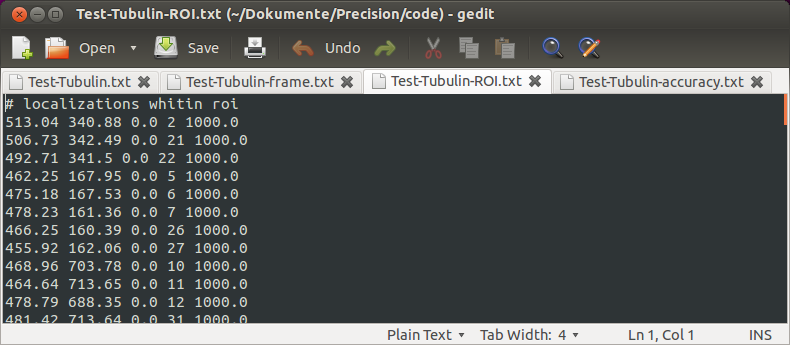 Test-Tubulin-ROI.txt (~/Dokumente/Precision/code) - gedit
Open Save Undo
Test-Tubulin.txt Test-Tubulin-frame.txt Test-Tubulin-ROI.txt Test-Tubulin-accuracy.txt
# localizations whitin roi
513.04 340.88 0.0 2 1000.0
506.73 342.49 0.0 21 1000.0
492.71 341.5 0.0 22 1000.0
462.25 167.95 0.0 5 1000.0
475.18 167.53 0.0 6 1000.0
478.23 161.36 0.0 7 1000.0
466.25 160.39 0.0 26 1000.0
455.92 162.06 0.0 27 1000.0
468.96 703.78 0.0 10 1000.0
464.64 713.65 0.0 11 1000.0
478.79 688.35 0.0 12 1000.0
481.42 713.64 0.0 31 1000.0
Plain Text Tab Width: 4 Ln 1, Col 1 INS